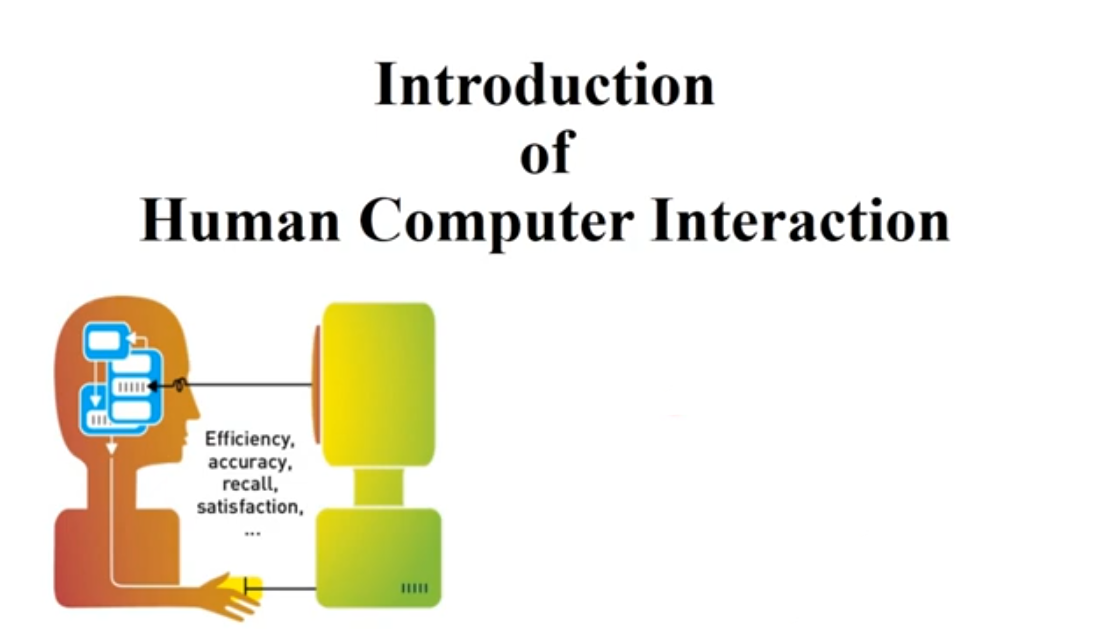 Introduction
of
Human Computer Interaction
Efficiency,
accuracy,
recall,
satisfaction,
...